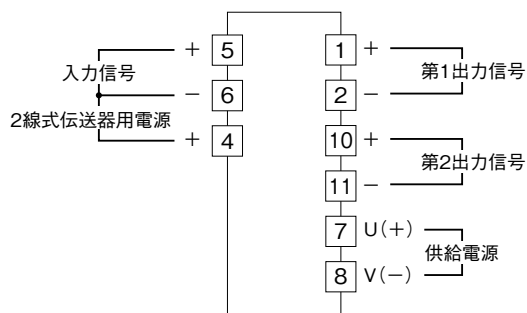 + 5
入力信号
− 6
2線式伝送器用電源
+ 4
1 +
第1出力信号
2 −
10 +
第2出力信号
11 −
7 U(+)
供給電源
8 V(−)